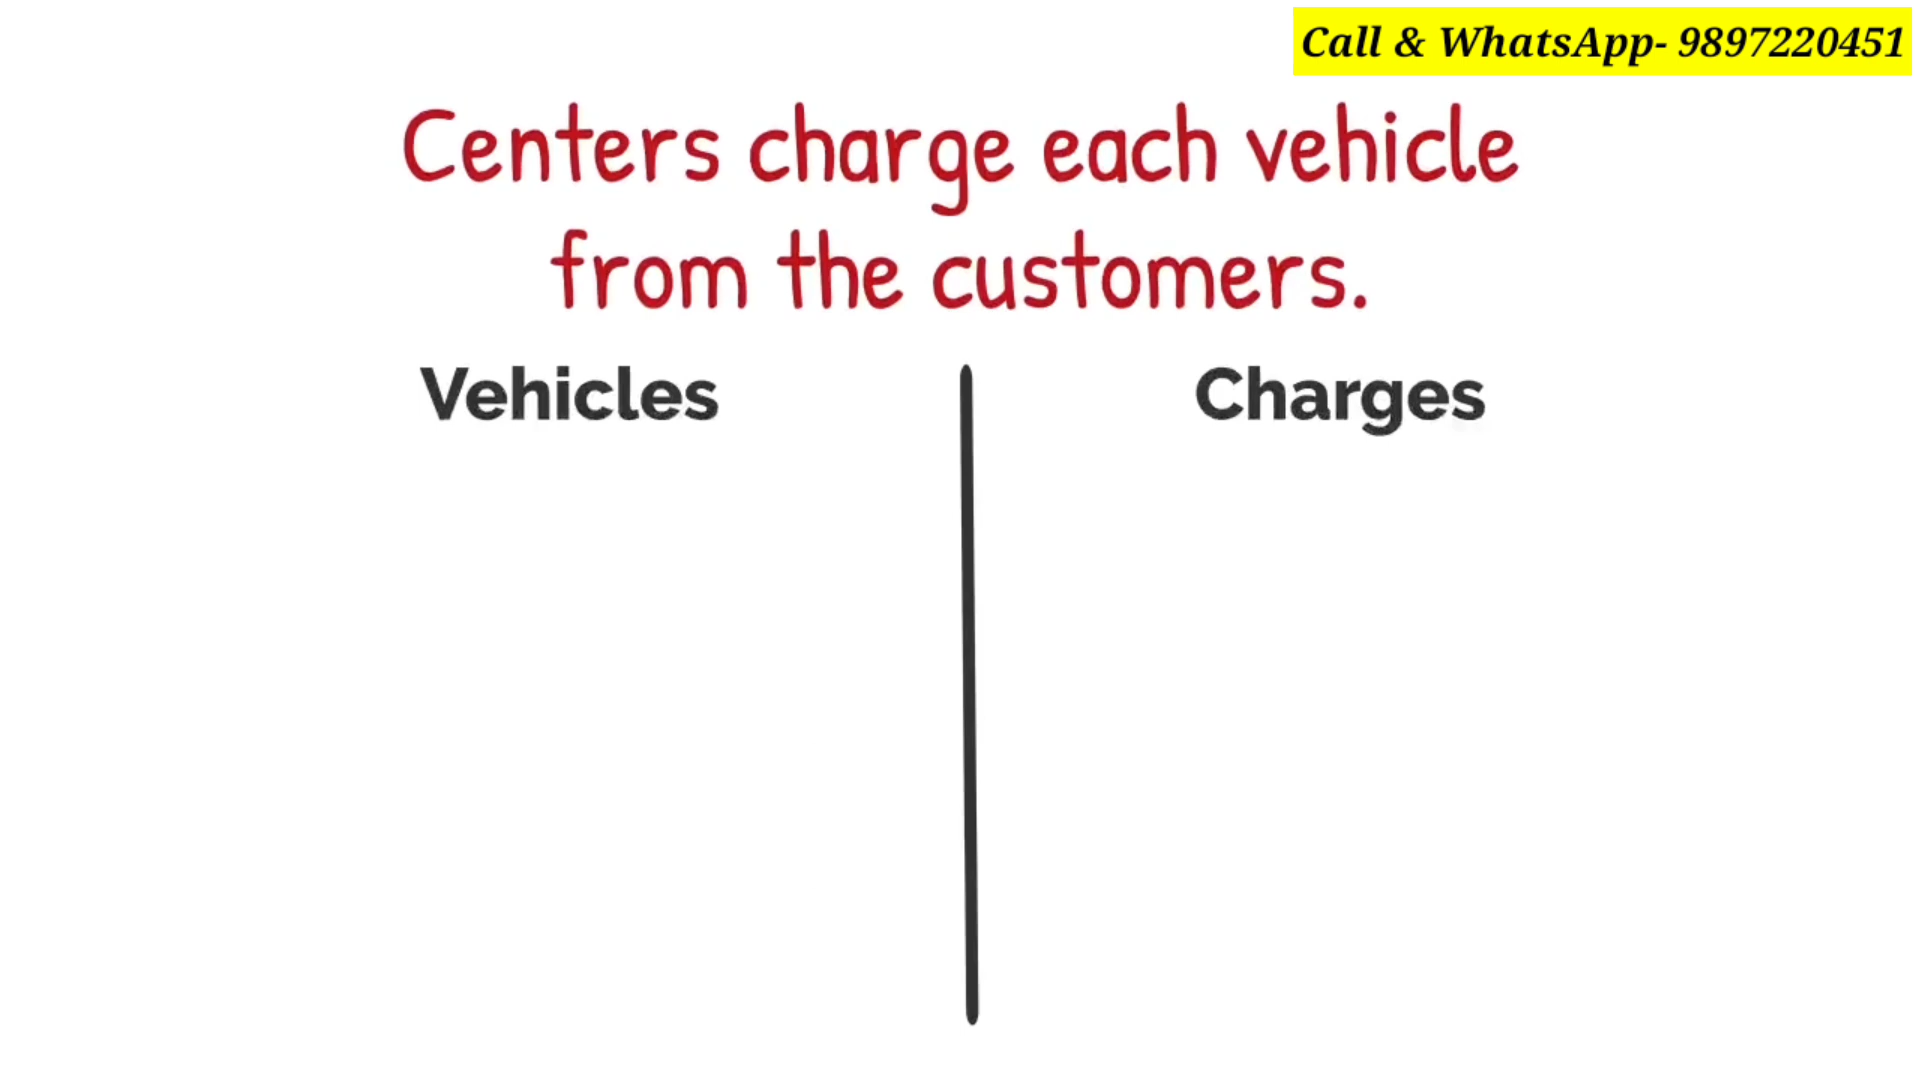 Call & WhatsApp- 9897220451
Centers charge each vehicle
from the customers.
Vehicles
Charges